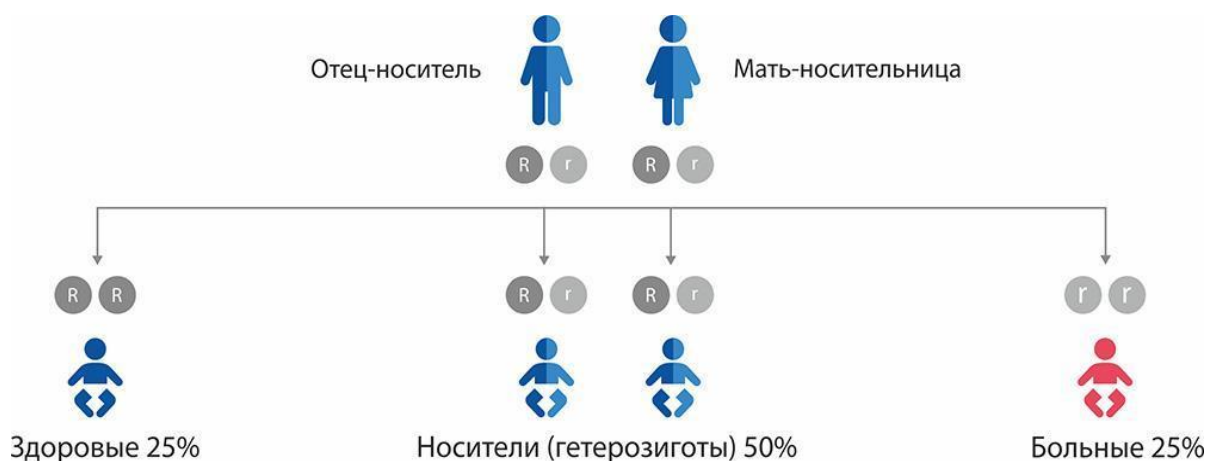 Отец-носитель
Мать-носительница
R r R r
R R R r R r r r
Здоровые 25%
Носители (гетерозиготы) 50%
Больные 25%